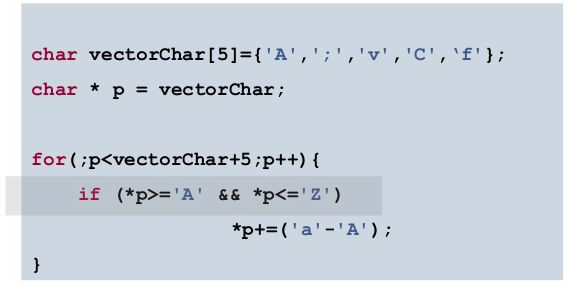 char vectorChar[5]={'A',';','v','C',‘f'};
char * p = vectorChar;
for(;p<vectorChar+5;p++){
if (*p>='A' && *p<='Z')
*p+=('a'-'A');
}